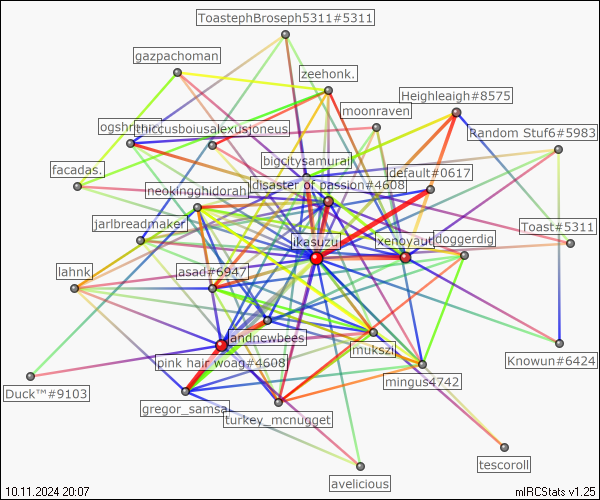 ToastephBroseph5311#5311
gazpachoman
zeehonk.
Heighleaigh#8575
moonraven
thiccusboiusalexusjoneus
Random Stuf6#5983
bigcitysamurai
facadas.
default#0617
disaster of passion#4608
neokingghidorah
jarlbreadmaker
Toast#5311
ikasuzu
xenoyaut
doggerdig
lahnk
asad#6947
landnewbees
mukszi
Knowun#6424
pink hair woag#4608
mingus4742
Duck™#9103
gregor_samsa
turkey_mcnugget
tescoroll
avelicious
10.11.2024 20:07
mIRCStats v1.25